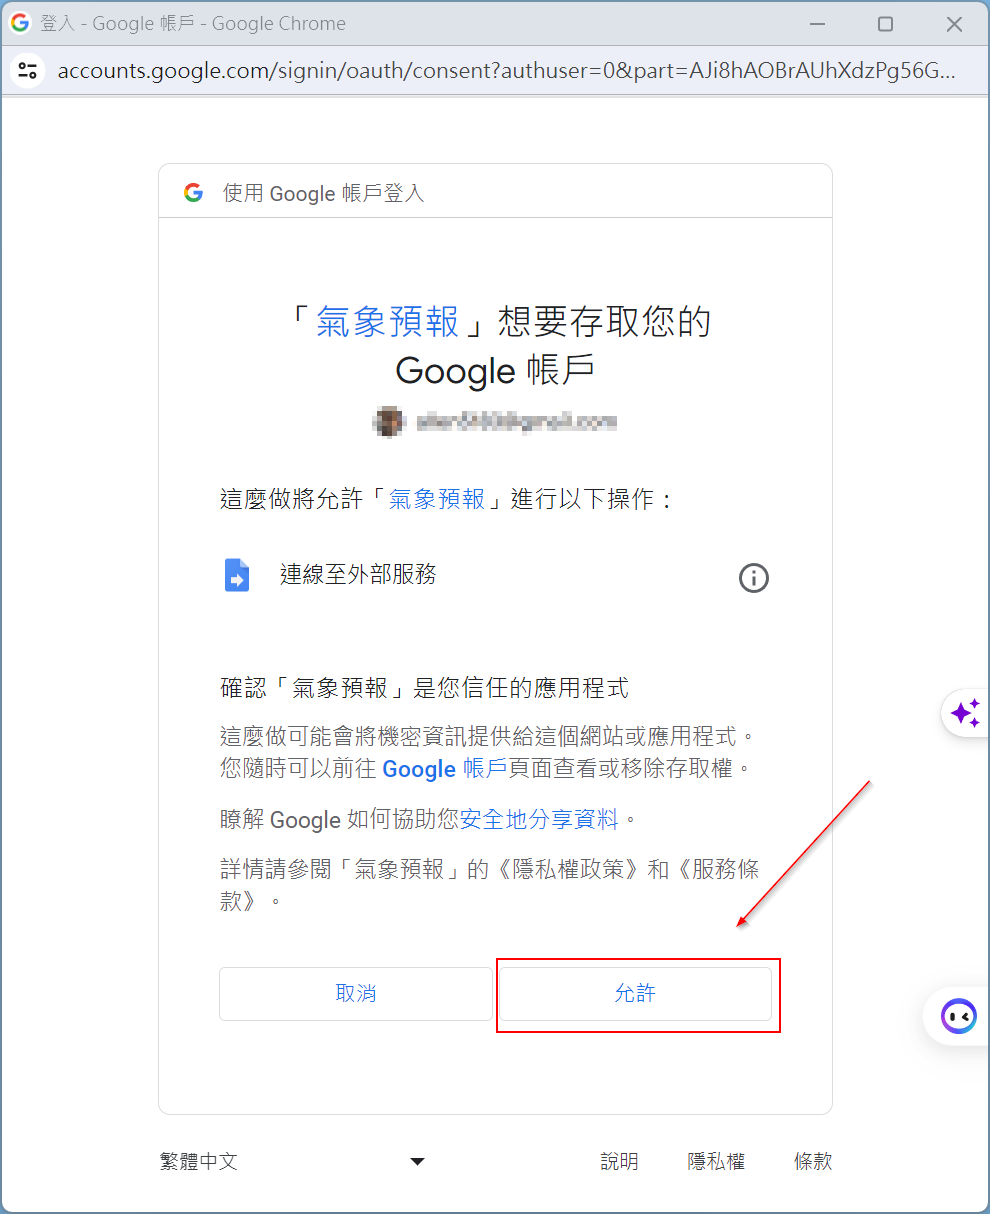 登入 - Google 帳戶 - Google Chrome
accounts.google.com/signin/oauth/consent?authuser=0&part=AJi8hAOBrAUhXdzPg56G...
使用 Google 帳戶登入
「氣象預報」想要存取您的
Google 帳戶
這麼做將允許「氣象預報」進行以下操作：
連線至外部服務
確認「氣象預報」是您信任的應用程式
這麼做可能會將機密資訊提供給這個網站或應用程式。
您隨時可以前往 Google 帳戶頁面查看或移除存取權。
瞭解 Google 如何協助您安全地分享資料。
詳情請參閱「氣象預報」的《隱私權政策》和《服務條
款》。
取消
允許
繁體中文
說明
隱私權
條款